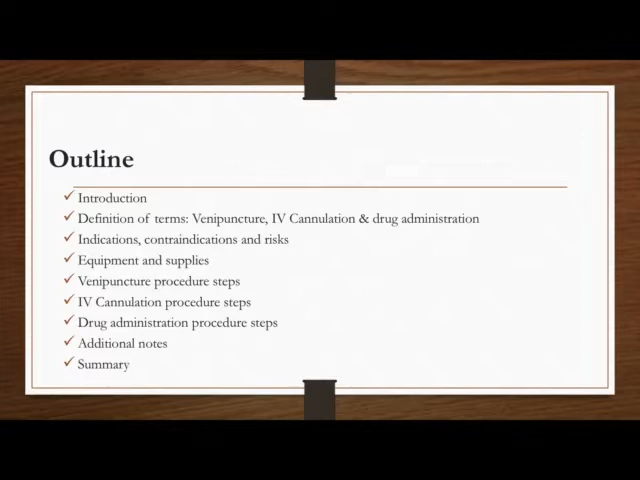 Outline
Introduction
Definition of terms: Venipuncture, IV Cannulation & drug administration
Indications, contraindications and risks
Equipment and supplies
Venipuncture procedure steps
IV Cannulation procedure steps
Drug administration procedure steps
Additional notes
Summary